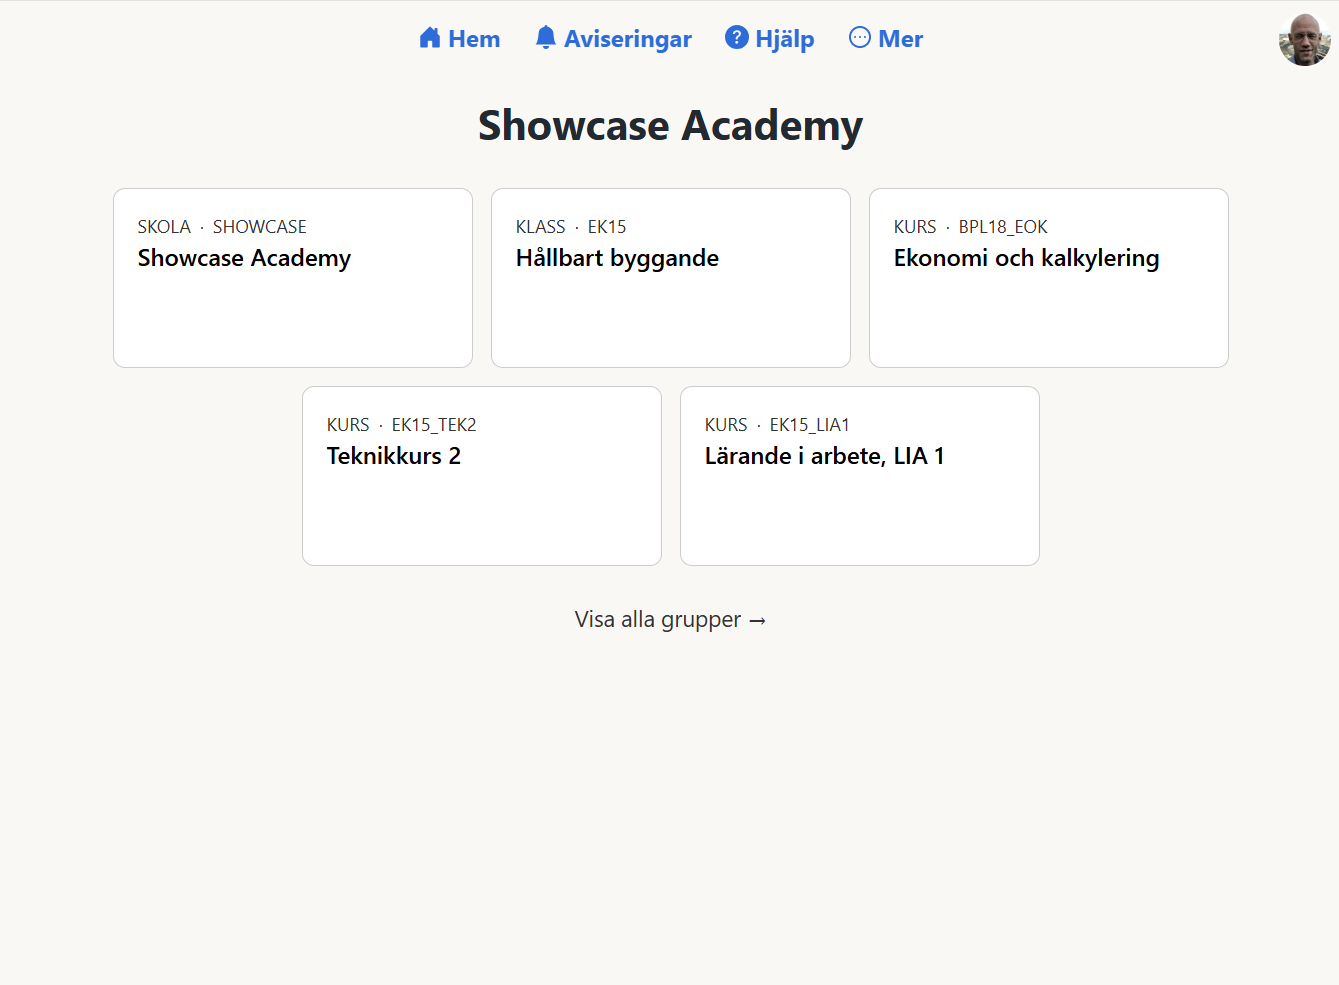 Hem Aviseringar Hjälp Mer
Showcase Academy
SKOLA · SHOWCASE
Showcase Academy
KLASS · EK15
Hållbart byggande
KURS · BPL18_EOK
Ekonomi och kalkylering
KURS · EK15_TEK2
Teknikkurs 2
KURS · EK15_LIA1
Lärande i arbete, LIA 1
Visa alla grupper →